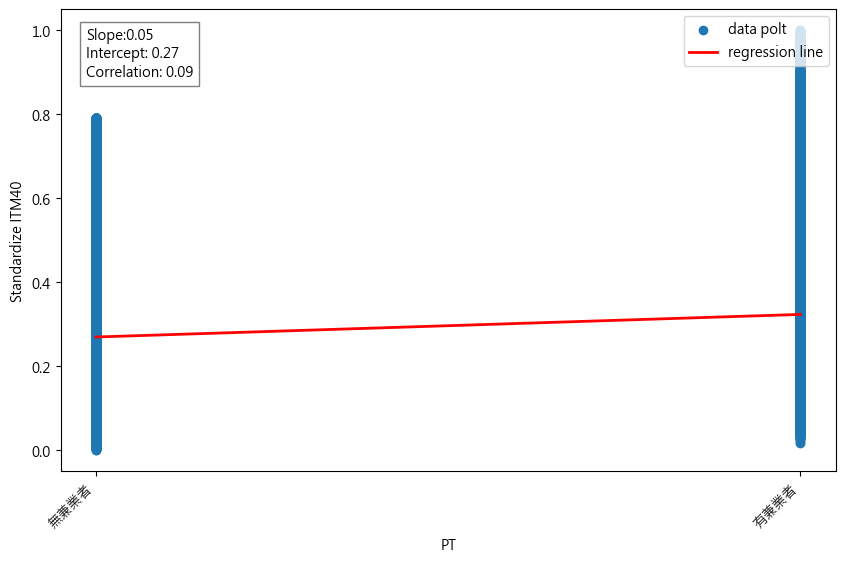 Slope:0.05
Intercept: 0.27
Correlation: 0.09
data polt
regression line
Standardize ITM40
1.0
0.8
0.6
0.4
0.2
0.0
無兼業者
有兼業者
PT